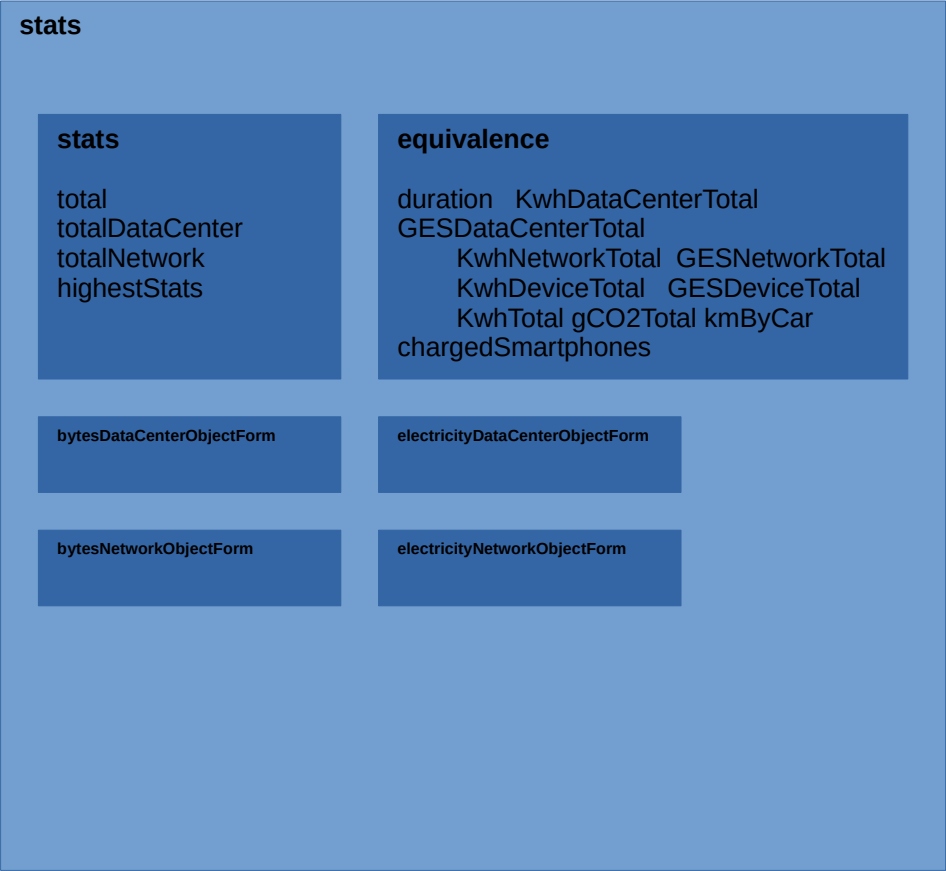 stats
stats
total
totalDataCenter
totalNetwork
highestStats
equivalence
duration   KwhDataCenterTotal
GESDataCenterTotal
KwhNetworkTotal  GESNetworkTotal
KwhDeviceTotal   GESDeviceTotal
KwhTotal gCO2Total kmByCar
chargedSmartphones
bytesDataCenterObjectForm
electricityDataCenterObjectForm
bytesNetworkObjectForm
electricityNetworkObjectForm